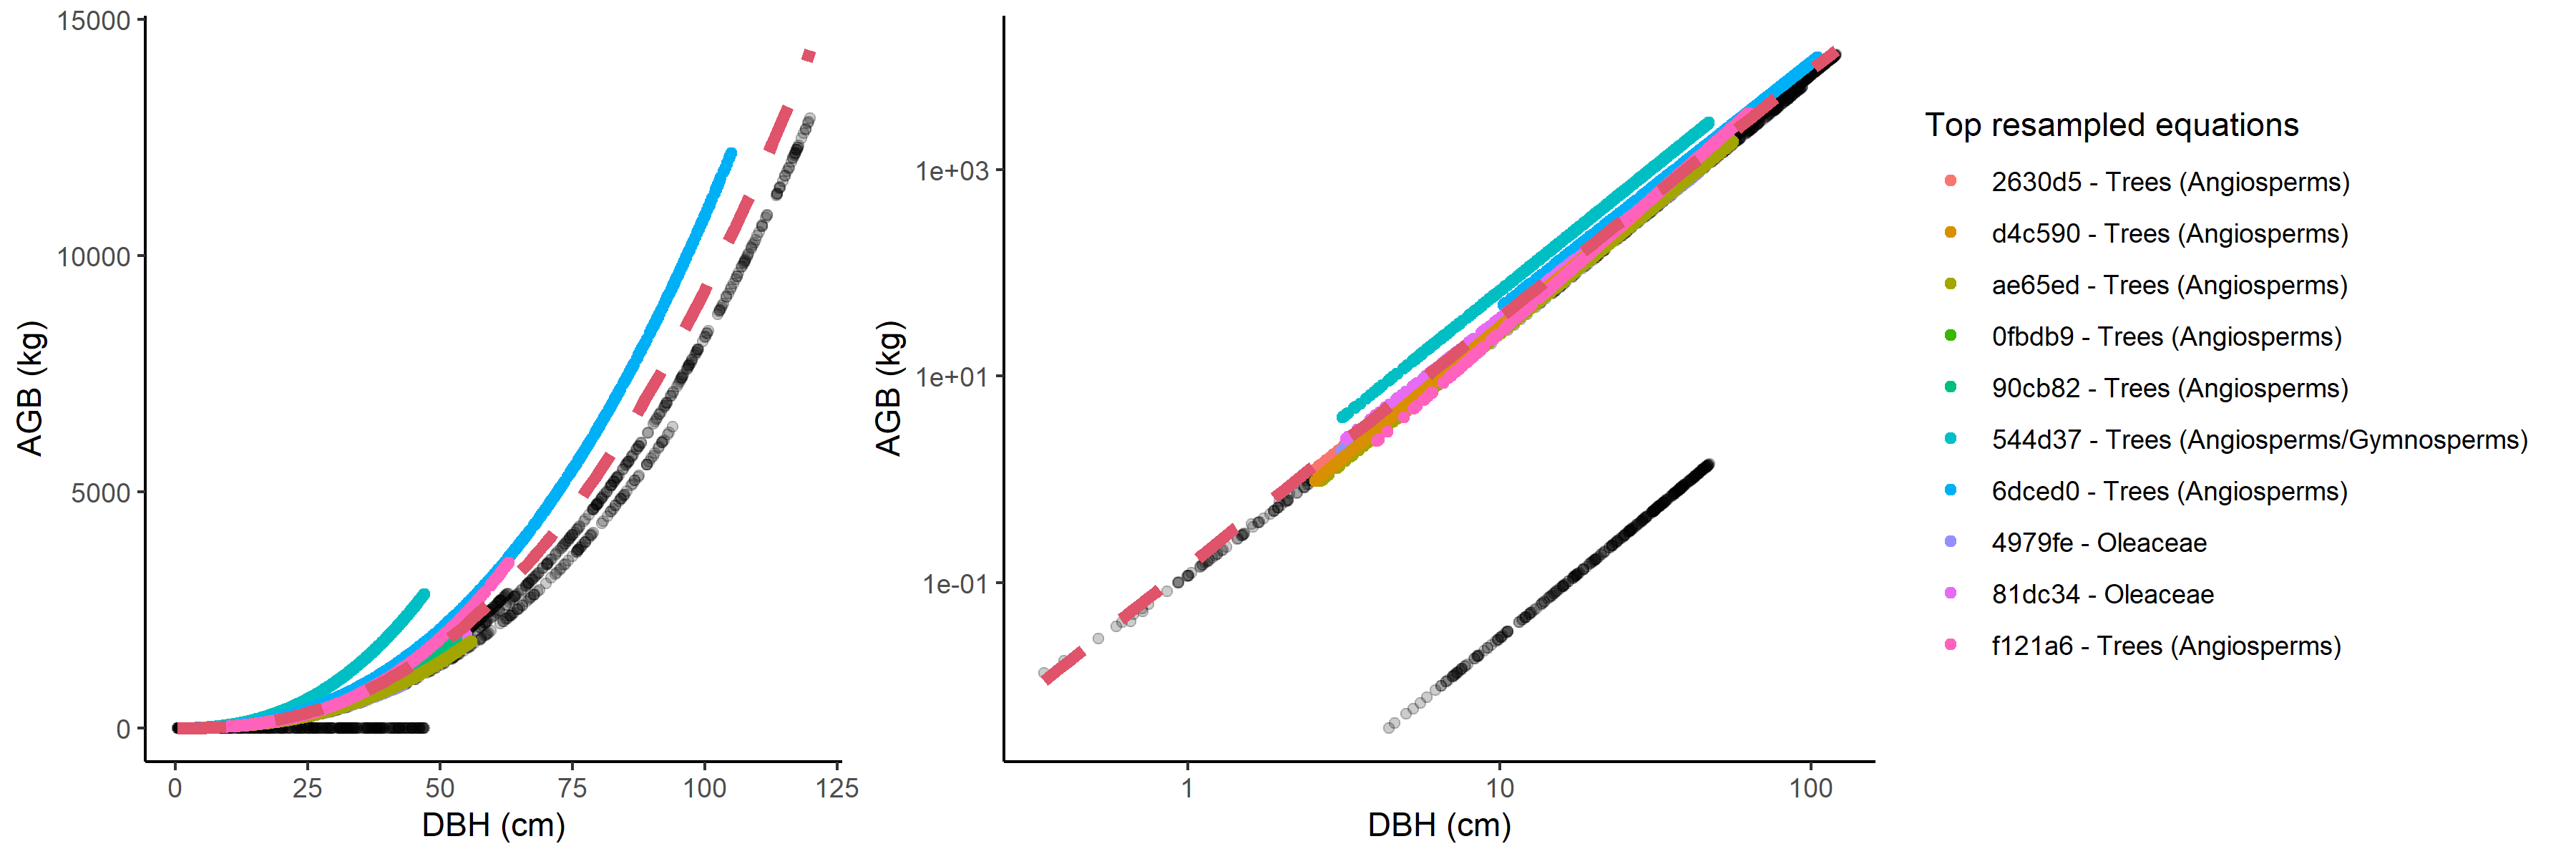 15000
10000
5000
0
AGB (kg)
0 25 50 75 100 125
DBH (cm)
1e+03
1e+01
1e-01
AGB (kg)
1 10 100
DBH (cm)
Top resampled equations
2630d5 - Trees (Angiosperms)
d4c590 - Trees (Angiosperms)
ae65ed - Trees (Angiosperms)
0fbdb9 - Trees (Angiosperms)
90cb82 - Trees (Angiosperms)
544d37 - Trees (Angiosperms/Gymnosperms)
6dced0 - Trees (Angiosperms)
4979fe - Oleaceae
81dc34 - Oleaceae
f121a6 - Trees (Angiosperms)